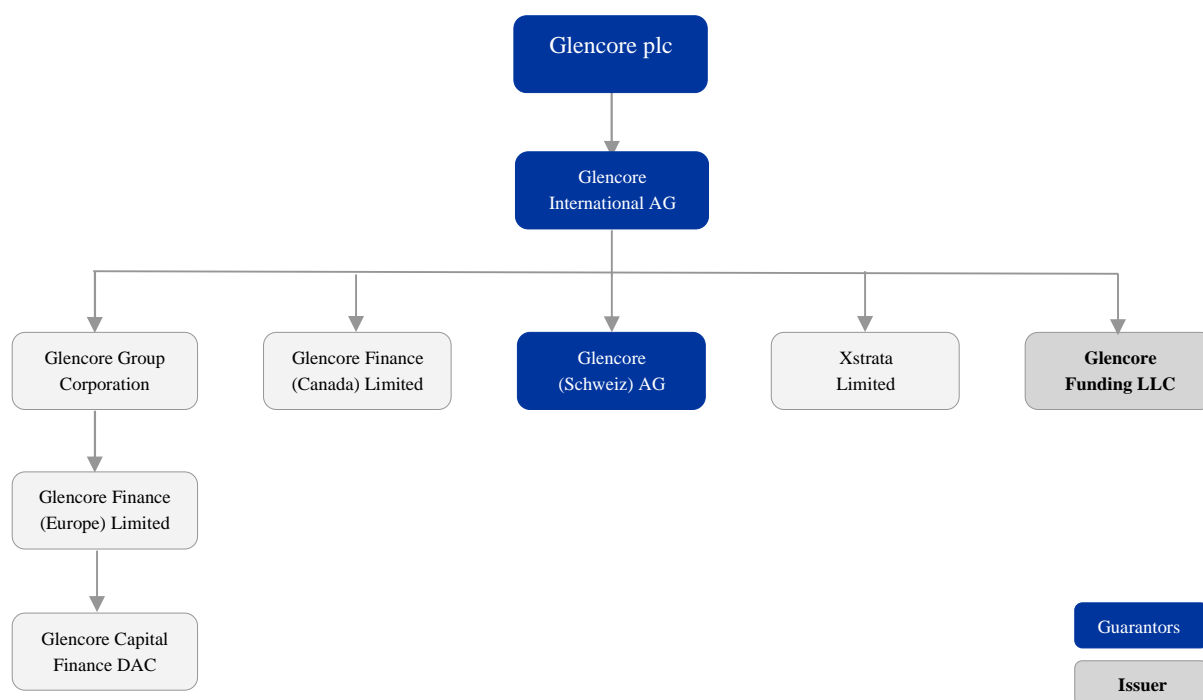 Glencore plc
Glencore
International AG
Glencore Group
Corporation
Glencore Finance
(Canada) Limited
Glencore
(Schweiz) AG
Xstrata
Limited
Glencore
Funding LLC
Glencore Finance
(Europe) Limited
Glencore Capital
Finance DAC
Guarantors
Issuer